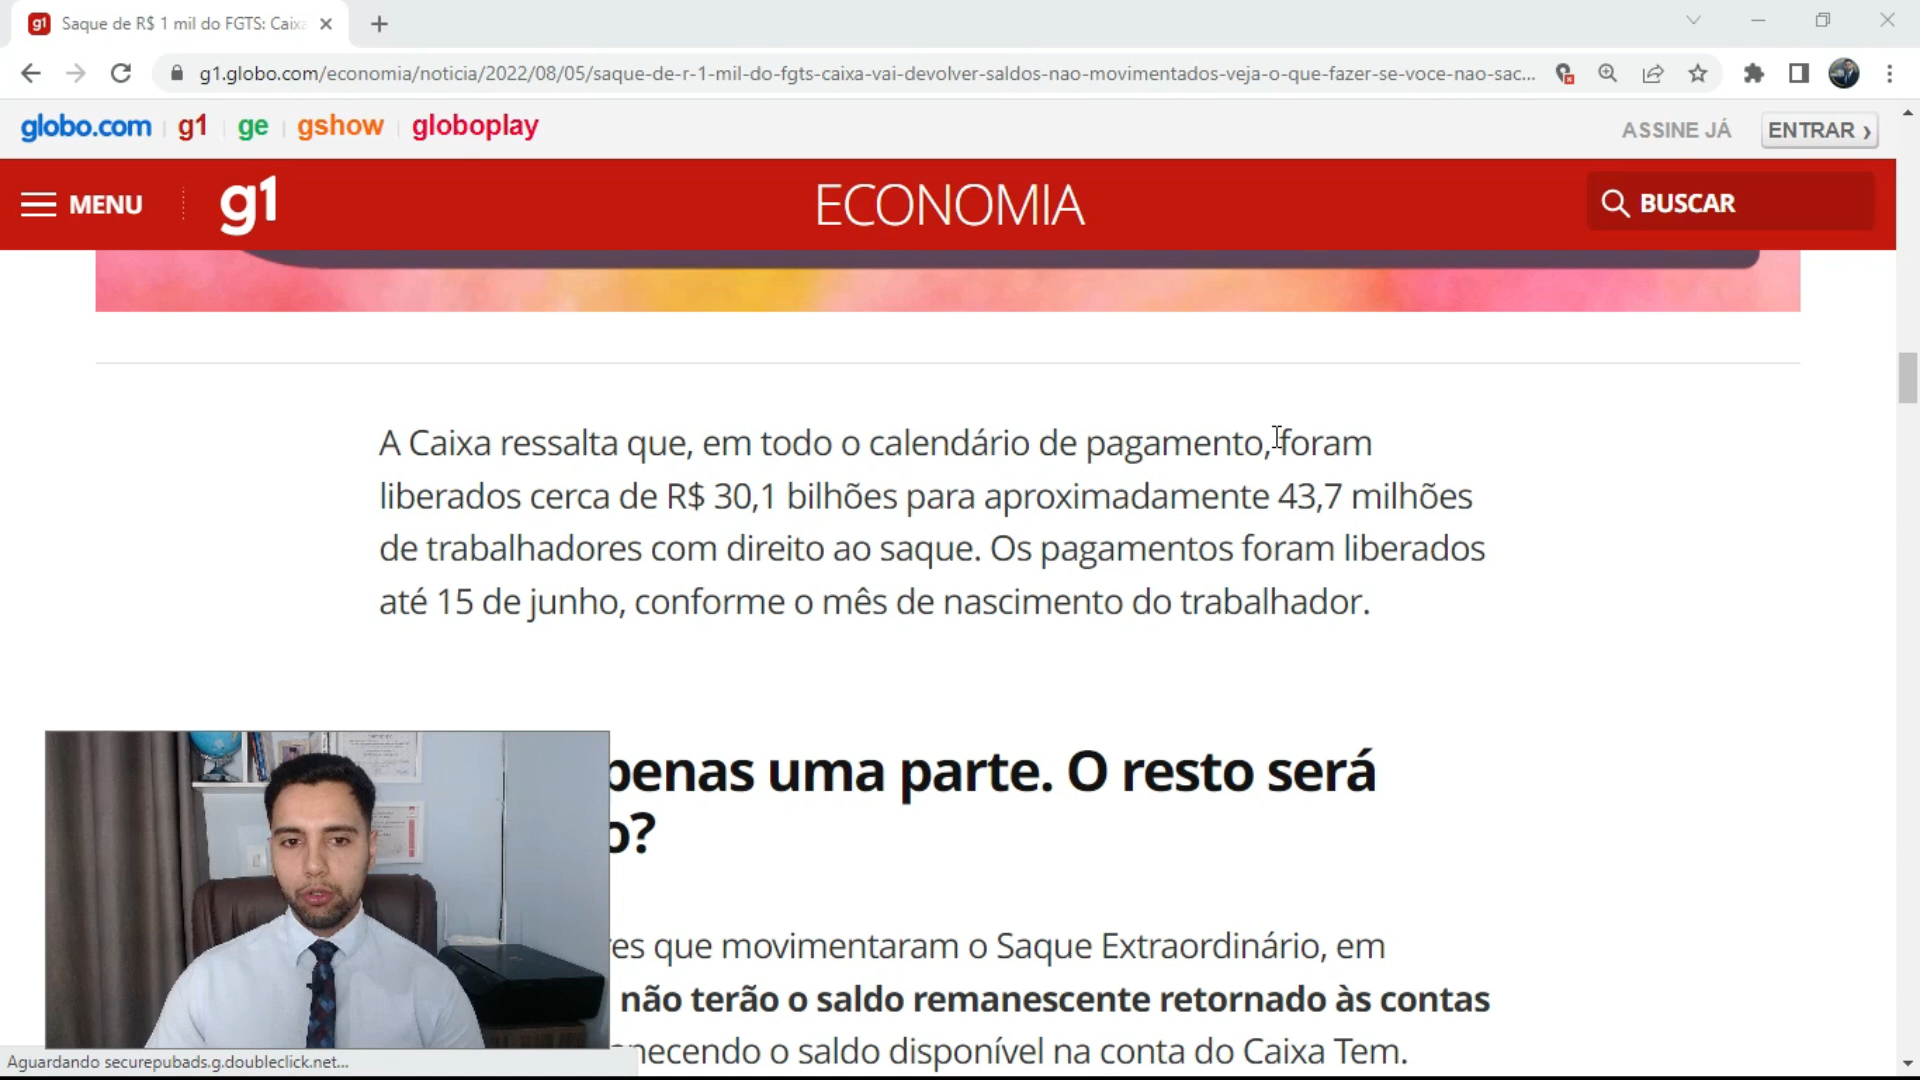 g1 Saque de R$ 1 mil do FGTS: Caixa
g1.globo.com/economia/noticia/2022/08/05/saque-de-r-1-mil-do-fgts-caixa-vai-devolver-saldos-nao-movimentados-veja-o-que-fazer-se-voce-nao-sac...
globo.com g1 ge gshow globoplay ASSINE JÁ ENTRAR ›
MENU g1 ECONOMIA BUSCAR
A Caixa ressalta que, em todo o calendário de pagamento, foram
liberados cerca de R$ 30,1 bilhões para aproximadamente 43,7 milhões
de trabalhadores com direito ao saque. Os pagamentos foram liberados
até 15 de junho, conforme o mês de nascimento do trabalhador.
penas uma parte. O resto será
o?
res que movimentaram o Saque Extraordinário, em
não terão o saldo remanescente retornado às contas
necendo o saldo disponível na conta do Caixa Tem.
Aguardando securepubads.g.doubleclick.net...